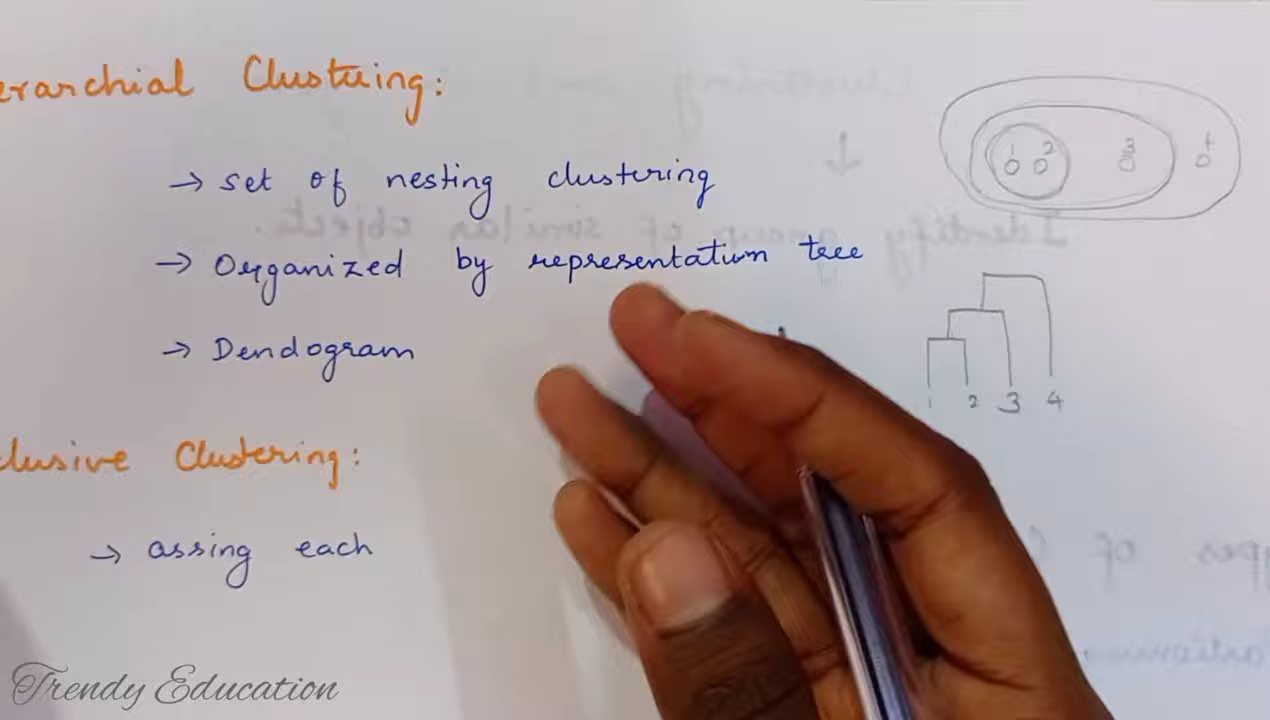 erarchial Clustering:
→ set of nesting clustering
→ Organized by representation tree
→ Dendogram
1 2 3 4
1 2 3 4
clusive Clustering:
→ assing each
Trendy Education